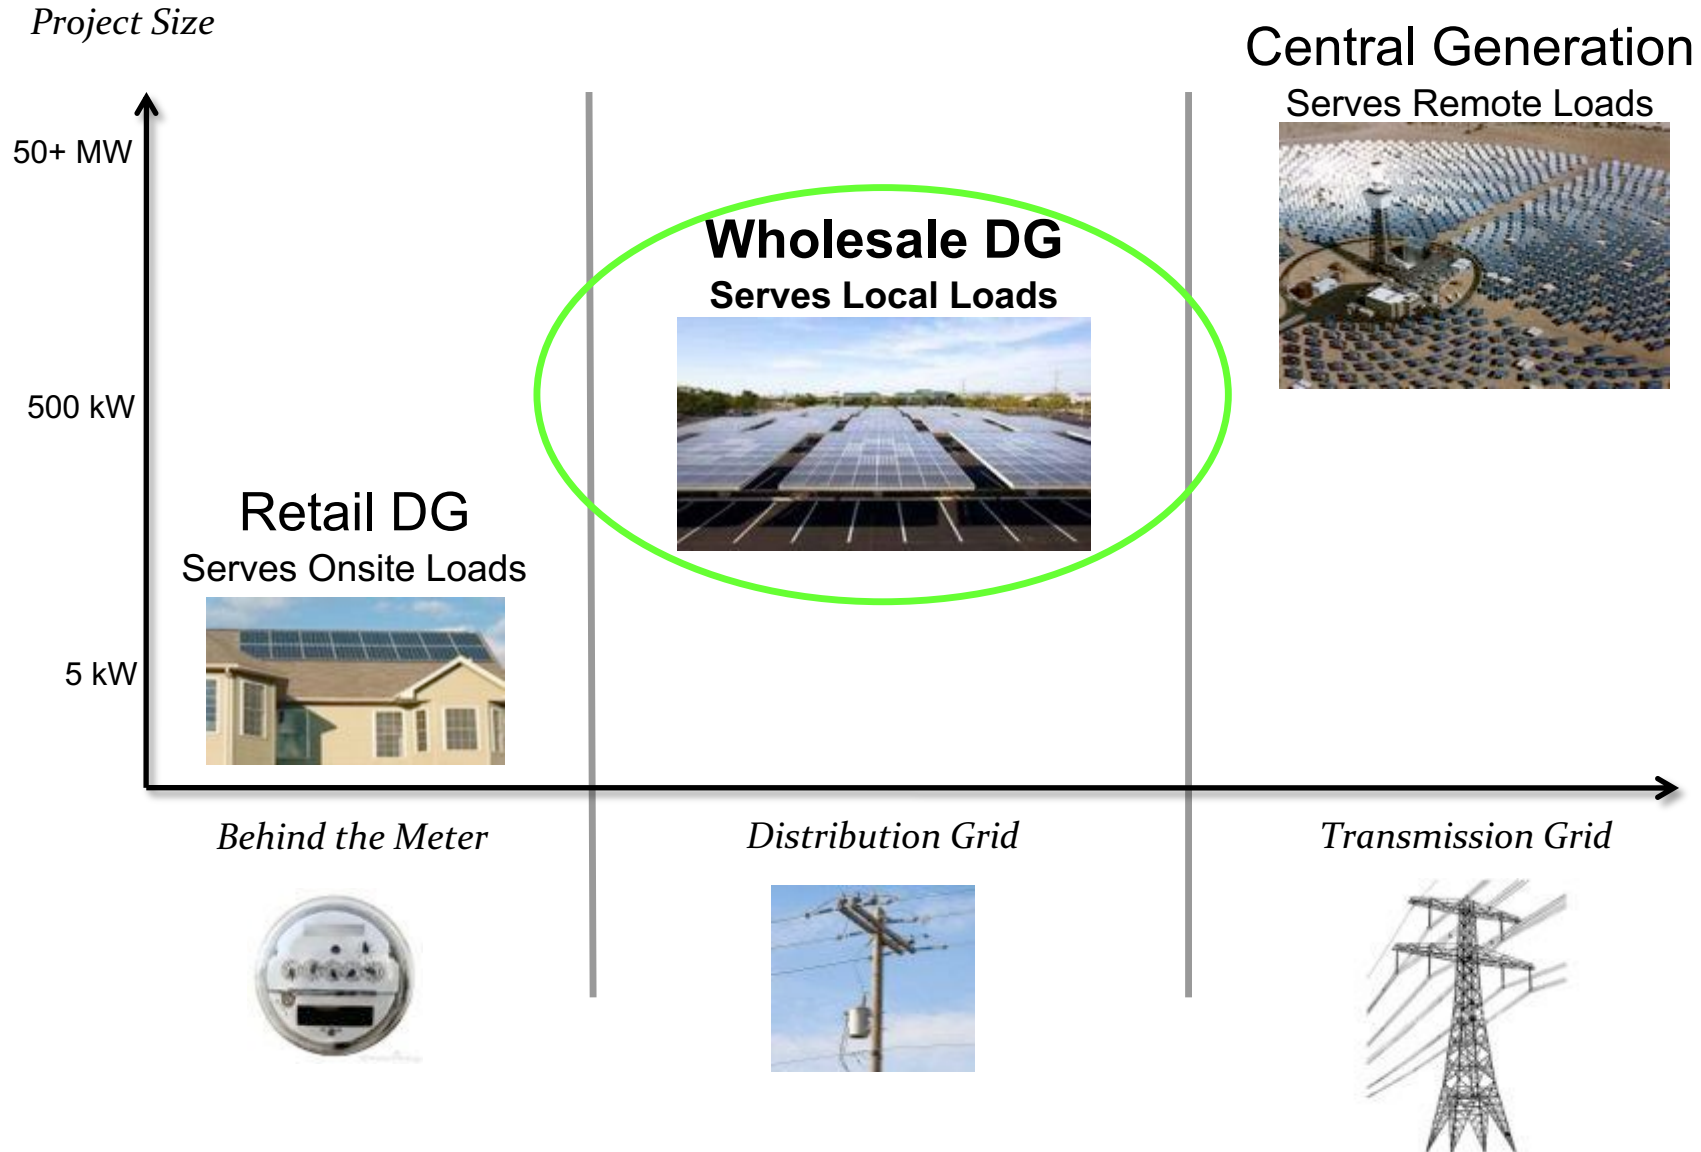 Project Size
Central Generation
Serves Remote Loads
50+ MW
Wholesale DG
Serves Local Loads
500 kW
Retail DG
Serves Onsite Loads
5 kW
Behind the Meter
Distribution Grid
Transmission Grid